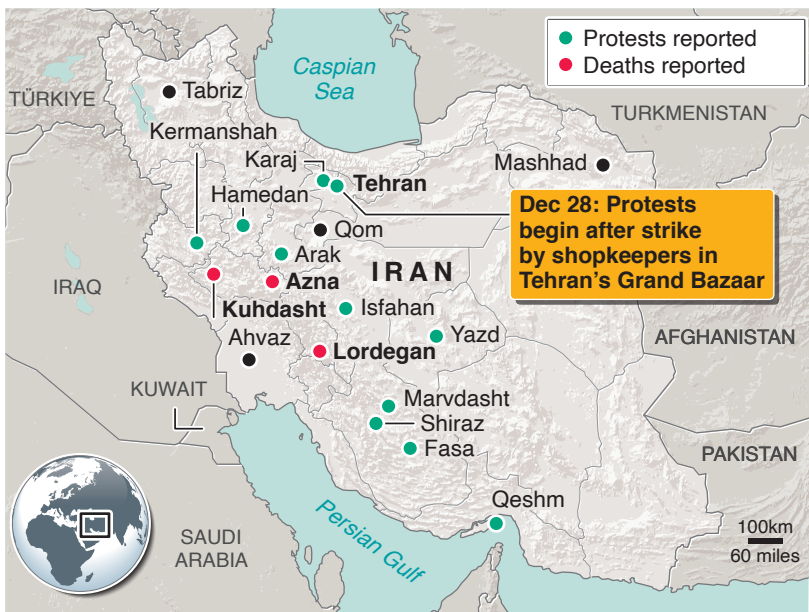 Protests reported
Deaths reported
Caspian
Sea
TÜRKIYE
Tabriz
TURKMENISTAN
Kermanshah
Karaj
Tehran
Mashhad
Hamedan
Dec 28: Protests
begin after strike
by shopkeepers in
Tehran's Grand Bazaar
Qom
Arak
IRAN
IRAQ
Azna
Kuhdasht
Isfahan
Ahvaz
Lordegan
Yazd
AFGHANISTAN
KUWAIT
Marvdasht
Shiraz
Fasa
PAKISTAN
Persian Gulf
Qeshm
SAUDI
ARABIA
100km
60 miles